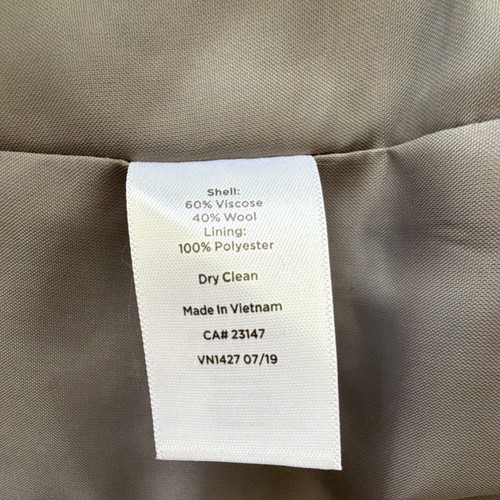 Shell:
60% Viscose
40% Wool
Lining:
100% Polyester
Dry Clean
Made In Vietnam
CA# 23147
VN1427 07/19